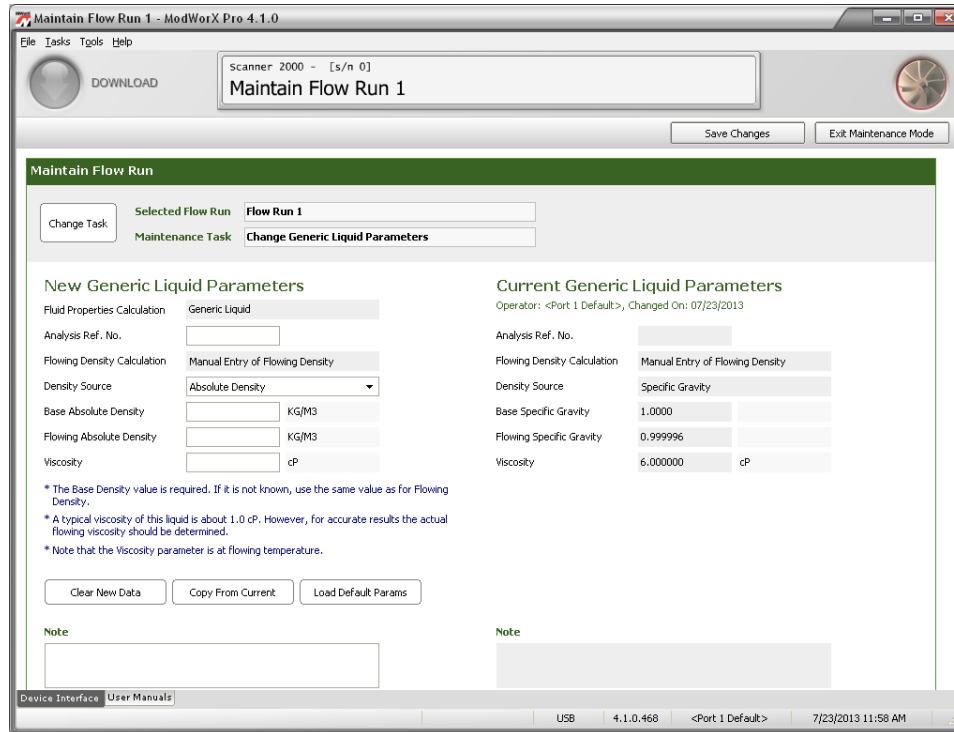 Maintain Flow Run 1 - ModWorX Pro 4.1.0
File Tasks Tools Help
DOWNLOAD
Scanner 2000 - [s/n 0]
Maintain Flow Run 1
Save Changes
Exit Maintenance Mode
Maintain Flow Run
Change Task
Selected Flow Run Flow Run 1
Maintenance Task Change Generic Liquid Parameters
New Generic Liquid Parameters
Fluid Properties Calculation Generic Liquid
Analysis Ref. No.
Flowing Density Calculation Manual Entry of Flowing Density
Density Source Absolute Density
Base Absolute Density KG/M3
Flowing Absolute Density KG/M3
Viscosity cP
* The Base Density value is required. If it is not known, use the same value as for Flowing
Density.
* A typical viscosity of this liquid is about 1.0 cP. However, for accurate results the actual
flowing viscosity should be determined.
* Note that the Viscosity parameter is at flowing temperature.
Clear New Data
Copy From Current
Load Default Params
Note
Current Generic Liquid Parameters
Operator: <Port 1 Default>, Changed On: 07/23/2013
Analysis Ref. No.
Flowing Density Calculation Manual Entry of Flowing Density
Density Source Specific Gravity
Base Specific Gravity 1.0000
Flowing Specific Gravity 0.999996
Viscosity 6.000000 cP
Note
Device Interface User Manuals
USB 4.1.0.468 <Port 1 Default> 7/23/2013 11:58 AM